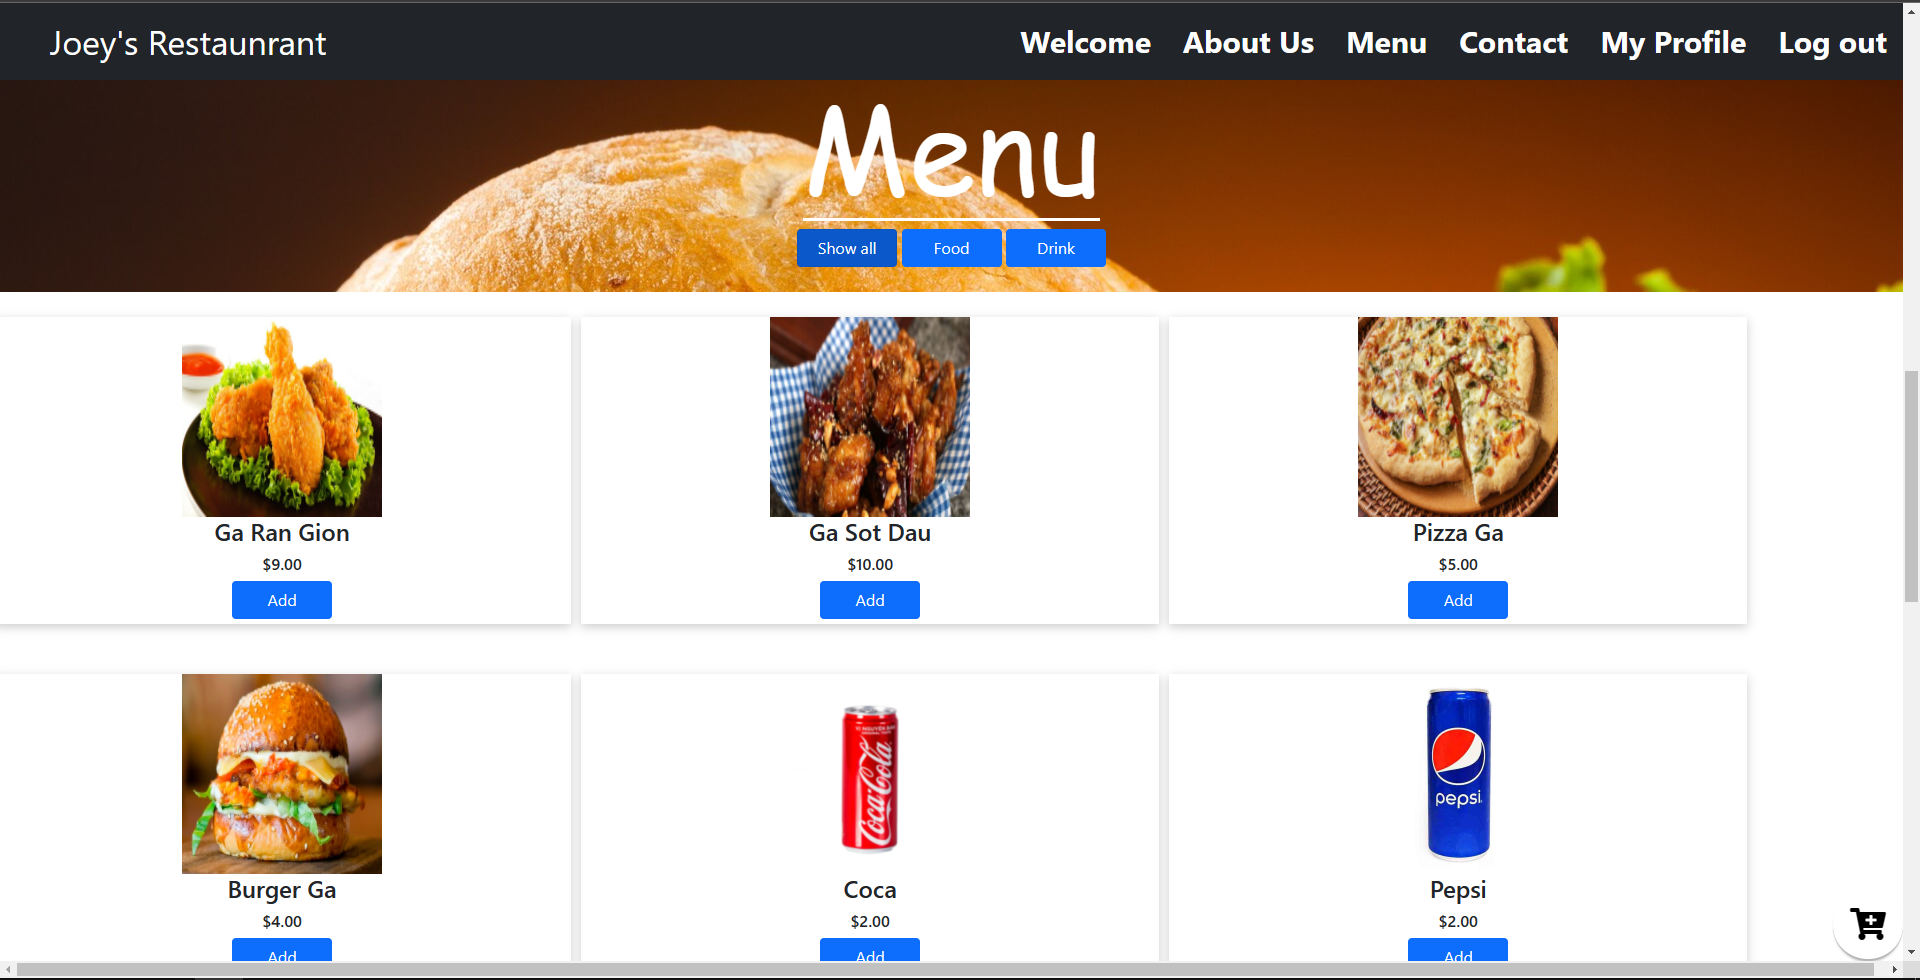 Joey's Restaunrant
Welcome About Us Menu Contact My Profile Log out
Menu
Show all Food Drink
Ga Ran Gion
$9.00
Add
Ga Sot Dau
$10.00
Add
Pizza Ga
$5.00
Add
Burger Ga
$4.00
Add
Coca-Cola
Coca
$2.00
Add
pepsi
Pepsi
$2.00
Add